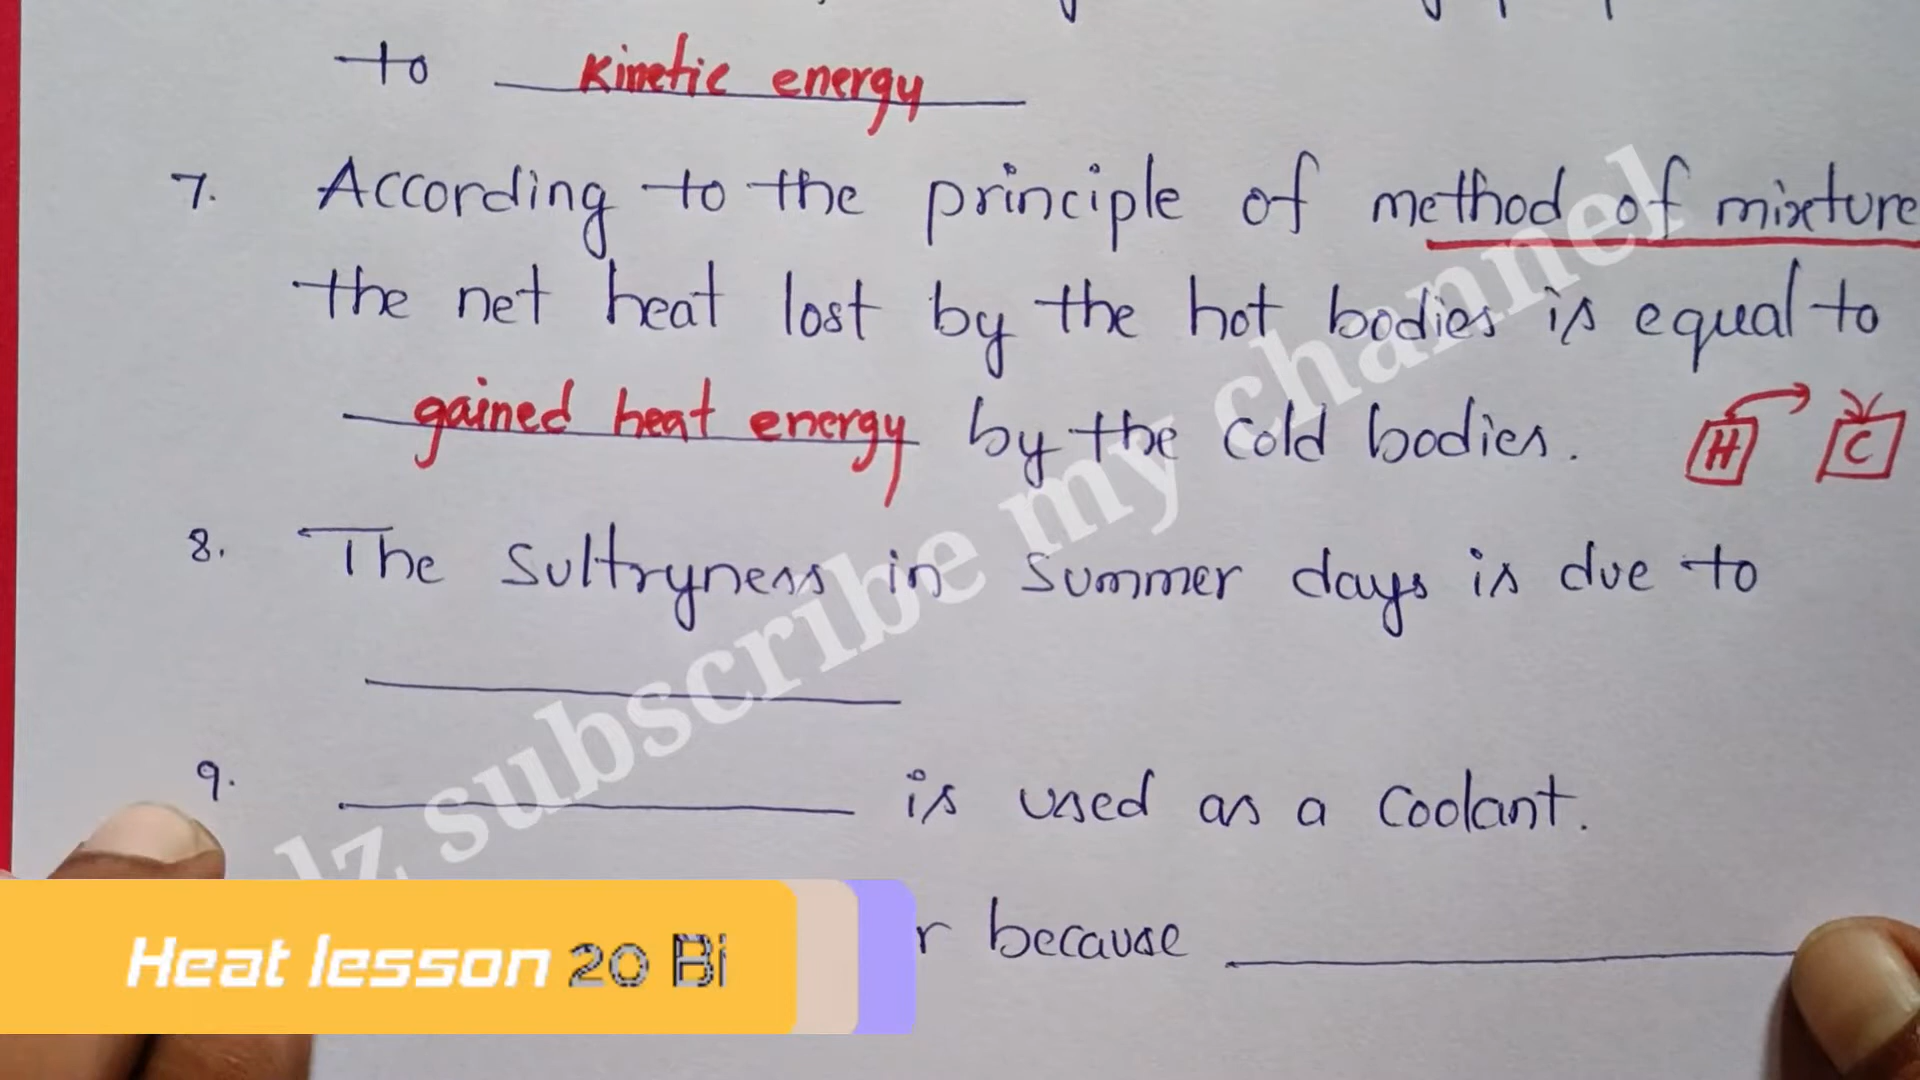 to Kinetic energy
7. According to the principle of method of mixture
the net heat lost by the hot bodies is equal to
gained heat energy by the cold bodies. H C
8. The Sultryness in Summer days is due to
9. is used as a Coolant.
because
subscribe my channel
Heat lesson 20 Bi